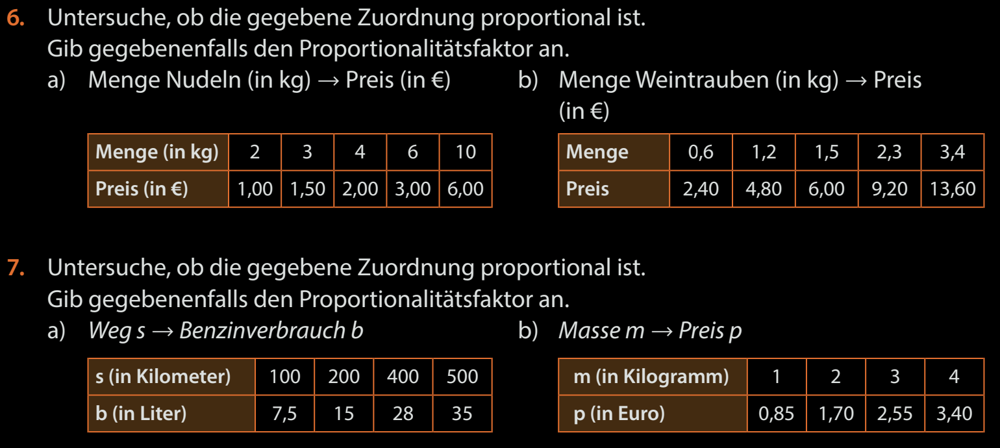 6. Untersuche, ob die gegebene Zuordnung proportional ist.
Gib gegebenenfalls den Proportionalitätsfaktor an.
a) Menge Nudeln (in kg) → Preis (in €)
Menge (in kg) 2 3 4 6 10
Preis (in €) 1,00 1,50 2,00 3,00 6,00
b) Menge Weintrauben (in kg) → Preis
(in €)
Menge 0,6 1,2 1,5 2,3 3,4
Preis 2,40 4,80 6,00 9,20 13,60
7. Untersuche, ob die gegebene Zuordnung proportional ist.
Gib gegebenenfalls den Proportionalitätsfaktor an.
a) Weg s → Benzinverbrauch b
s (in Kilometer) 100 200 400 500
b (in Liter) 7,5 15 28 35
b) Masse m → Preis p
m (in Kilogramm) 1 2 3 4
p (in Euro) 0,85 1,70 2,55 3,40